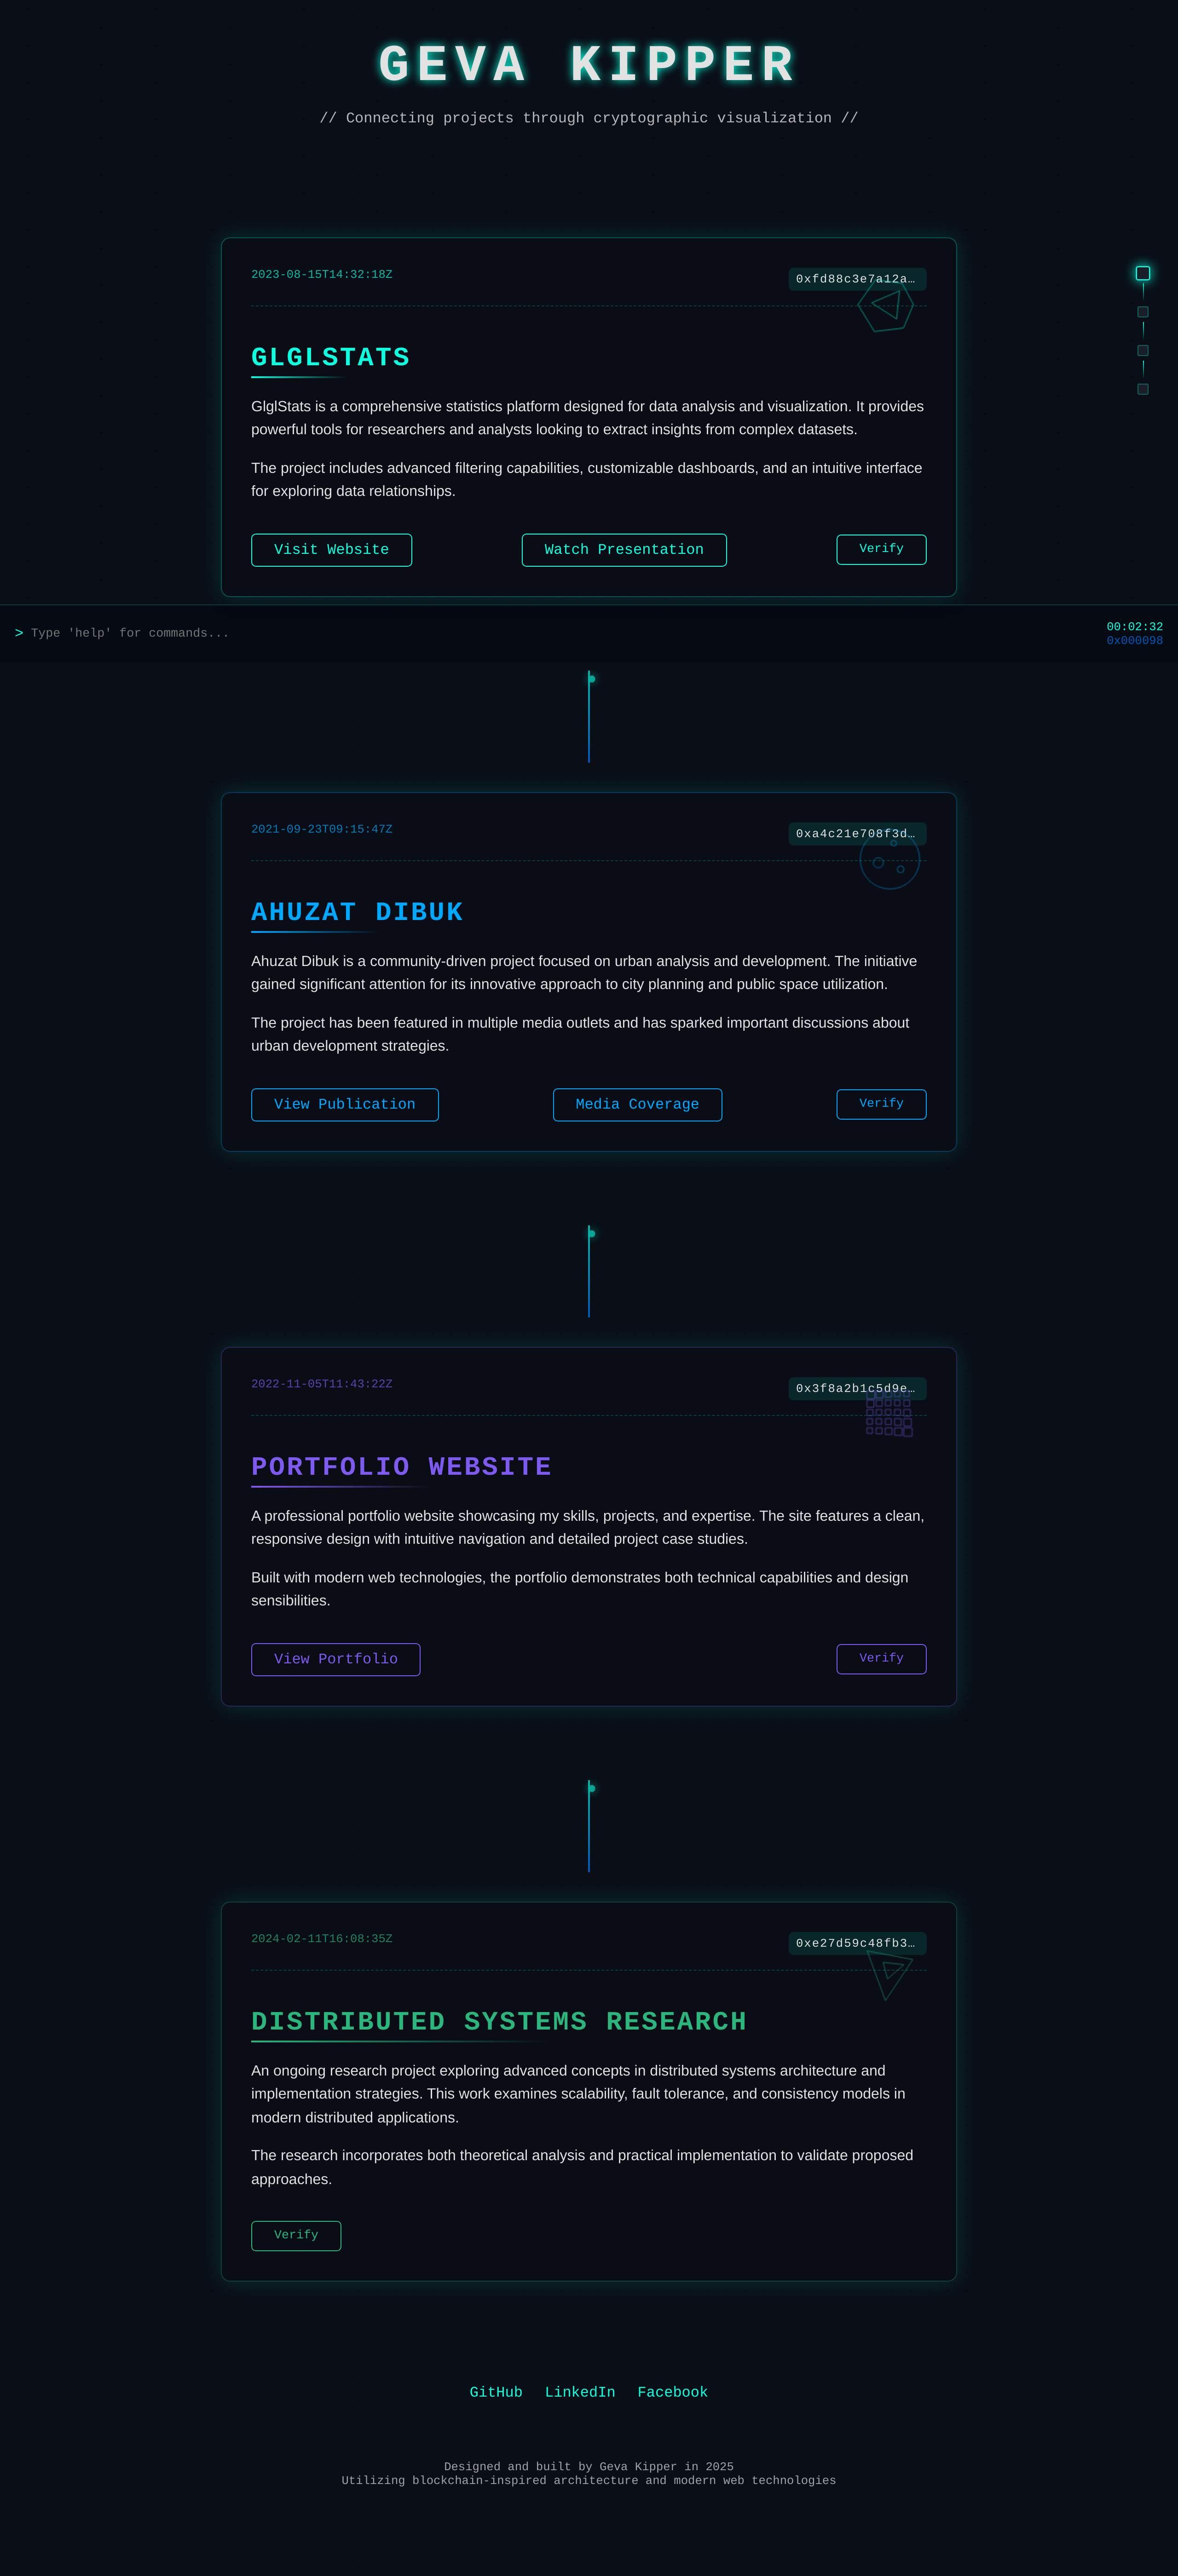 GEVA KIPPER
// Connecting projects through cryptographic visualization //
2023-08-15T14:32:18Z
0xfd88c3e7a12a…
GLGLSTATS
GlglStats is a comprehensive statistics platform designed for data analysis and visualization. It provides
powerful tools for researchers and analysts looking to extract insights from complex datasets.
The project includes advanced filtering capabilities, customizable dashboards, and an intuitive interface
for exploring data relationships.
Visit Website
Watch Presentation
Verify
> Type 'help' for commands...
00:02:32
0x000098
2021-09-23T09:15:47Z
0xa4c21e708f3d…
AHUZAT DIBUK
Ahuzat Dibuk is a community-driven project focused on urban analysis and development. The initiative
gained significant attention for its innovative approach to city planning and public space utilization.
The project has been featured in multiple media outlets and has sparked important discussions about
urban development strategies.
View Publication
Media Coverage
Verify
2022-11-05T11:43:22Z
0x3f8a2b1c5d9e…
PORTFOLIO WEBSITE
A professional portfolio website showcasing my skills, projects, and expertise. The site features a clean,
responsive design with intuitive navigation and detailed project case studies.
Built with modern web technologies, the portfolio demonstrates both technical capabilities and design
sensibilities.
View Portfolio
Verify
2024-02-11T16:08:35Z
0xe27d59c48fb3…
DISTRIBUTED SYSTEMS RESEARCH
An ongoing research project exploring advanced concepts in distributed systems architecture and
implementation strategies. This work examines scalability, fault tolerance, and consistency models in
modern distributed applications.
The research incorporates both theoretical analysis and practical implementation to validate proposed
approaches.
Verify
GitHub LinkedIn Facebook
Designed and built by Geva Kipper in 2025
Utilizing blockchain-inspired architecture and modern web technologies